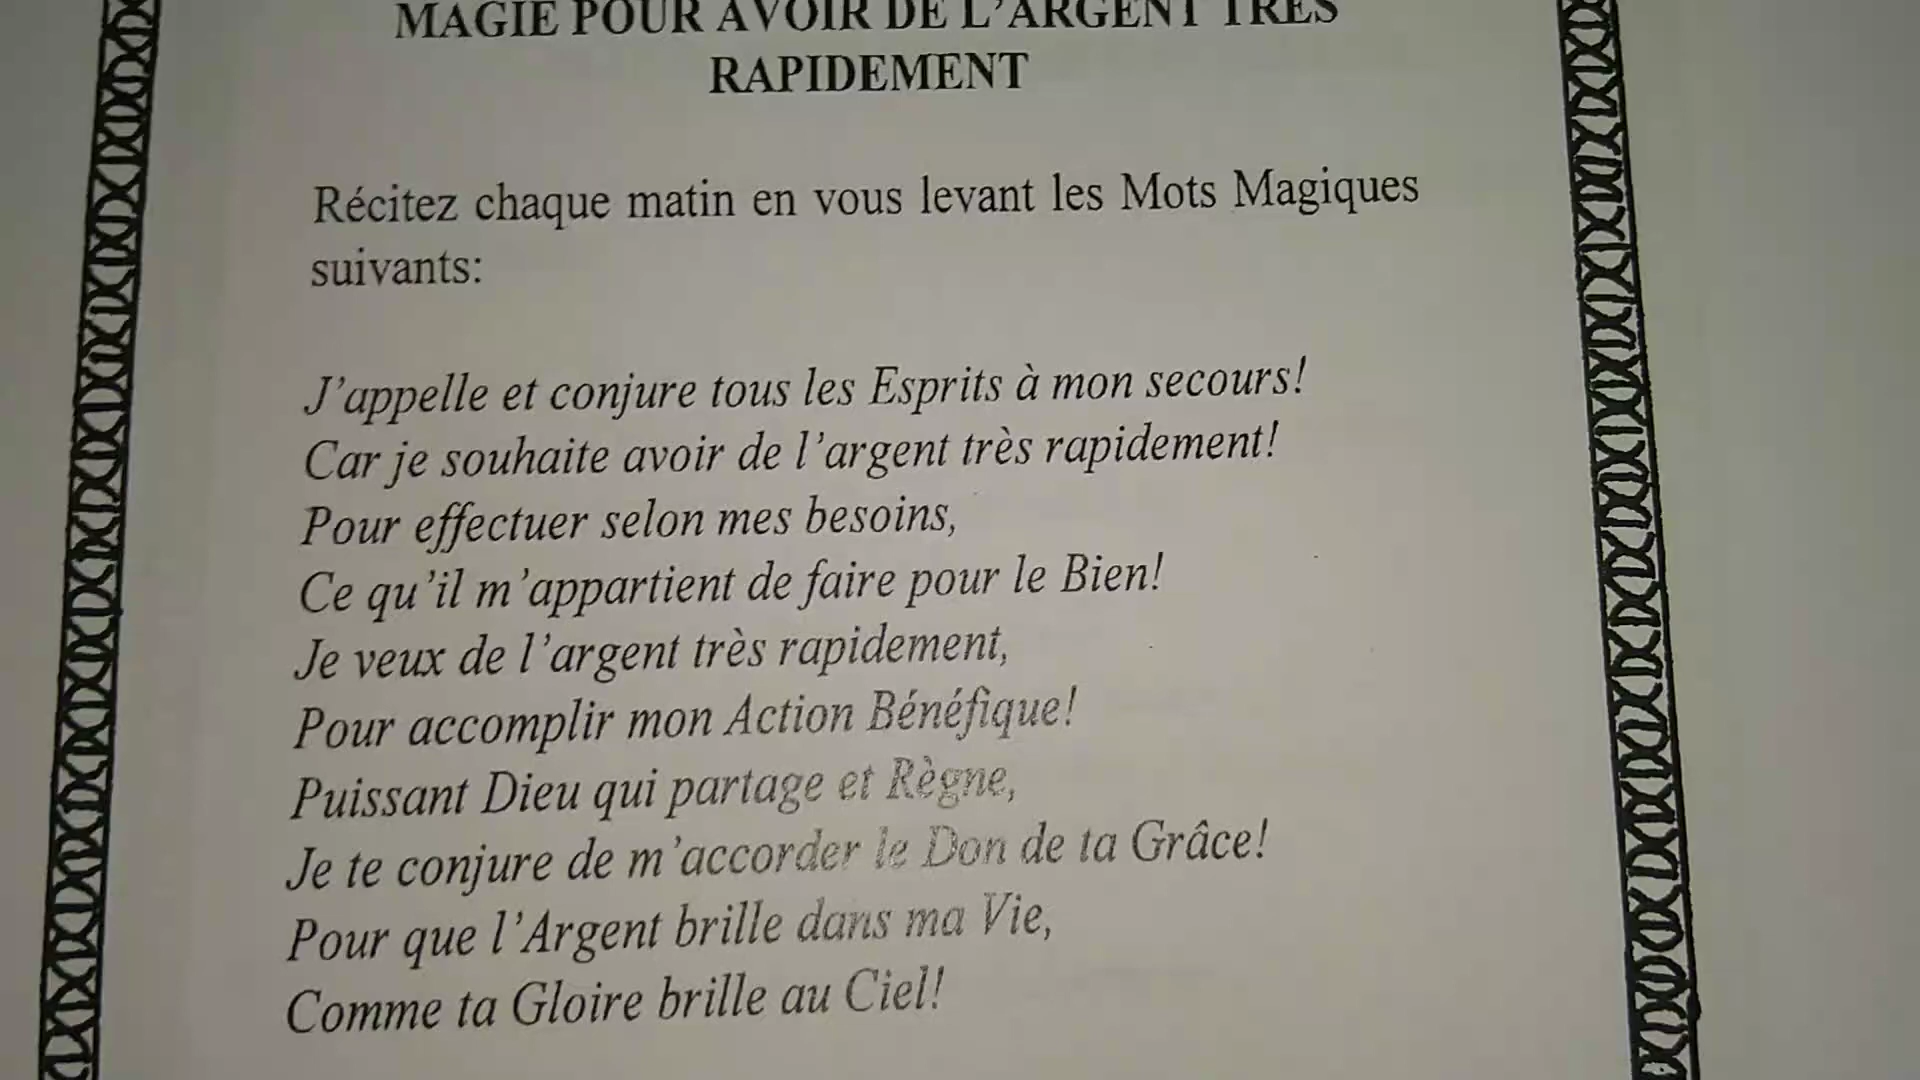 MAGIE POUR AVOIR DE L'ARGENT TRES
RAPIDEMENT
Récitez chaque matin en vous levant les Mots Magiques
suivants:
J'appelle et conjure tous les Esprits à mon secours!
Car je souhaite avoir de l'argent très rapidement!
Pour effectuer selon mes besoins,
Ce qu'il m'appartient de faire pour le Bien!
Je veux de l'argent très rapidement,
Pour accomplir mon Action Bénéfique!
Puissant Dieu qui partage et Règne,
Je te conjure de m'accorder le Don de ta Grâce!
Pour que l'Argent brille dans ma Vie,
Comme ta Gloire brille au Ciel!